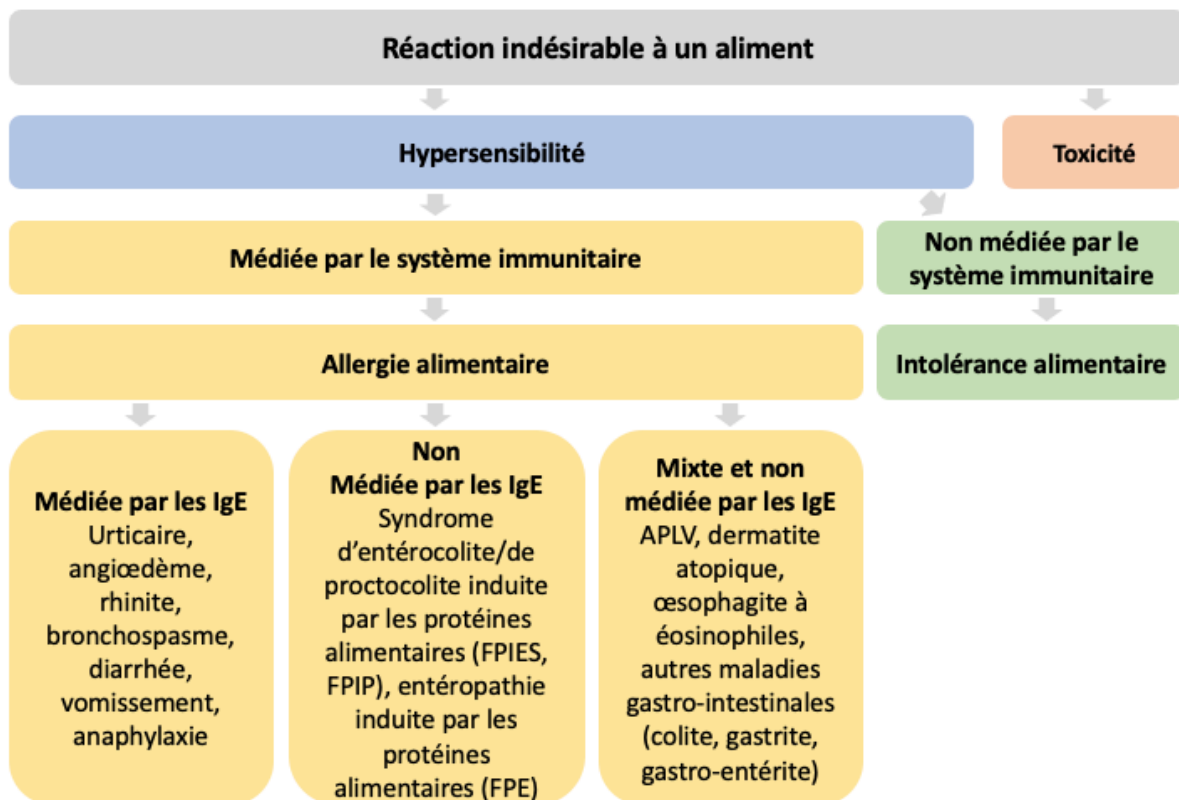 Réaction indésirable à un aliment
Hypersensibilité
Toxicité
Médiée par le système immunitaire
Non médiée par le
système immunitaire
Allergie alimentaire
Intolérance alimentaire
Médiée par les IgE
Urticaire,
angiœdème,
rhinite,
bronchospasme,
diarrhée,
vomissement,
anaphylaxie
Non
Médiée par les IgE
Syndrome
d’entérocolite/de
proctocolite induite
par les protéines
alimentaires (FPIES,
FPIP), entéropathie
induite par les
protéines
alimentaires (FPE)
Mixte et non
médiée par les IgE
APLV, dermatite
atopique,
œsophagite à
éosinophiles,
autres maladies
gastro-intestinales
(colite, gastrite,
gastro-entérite)